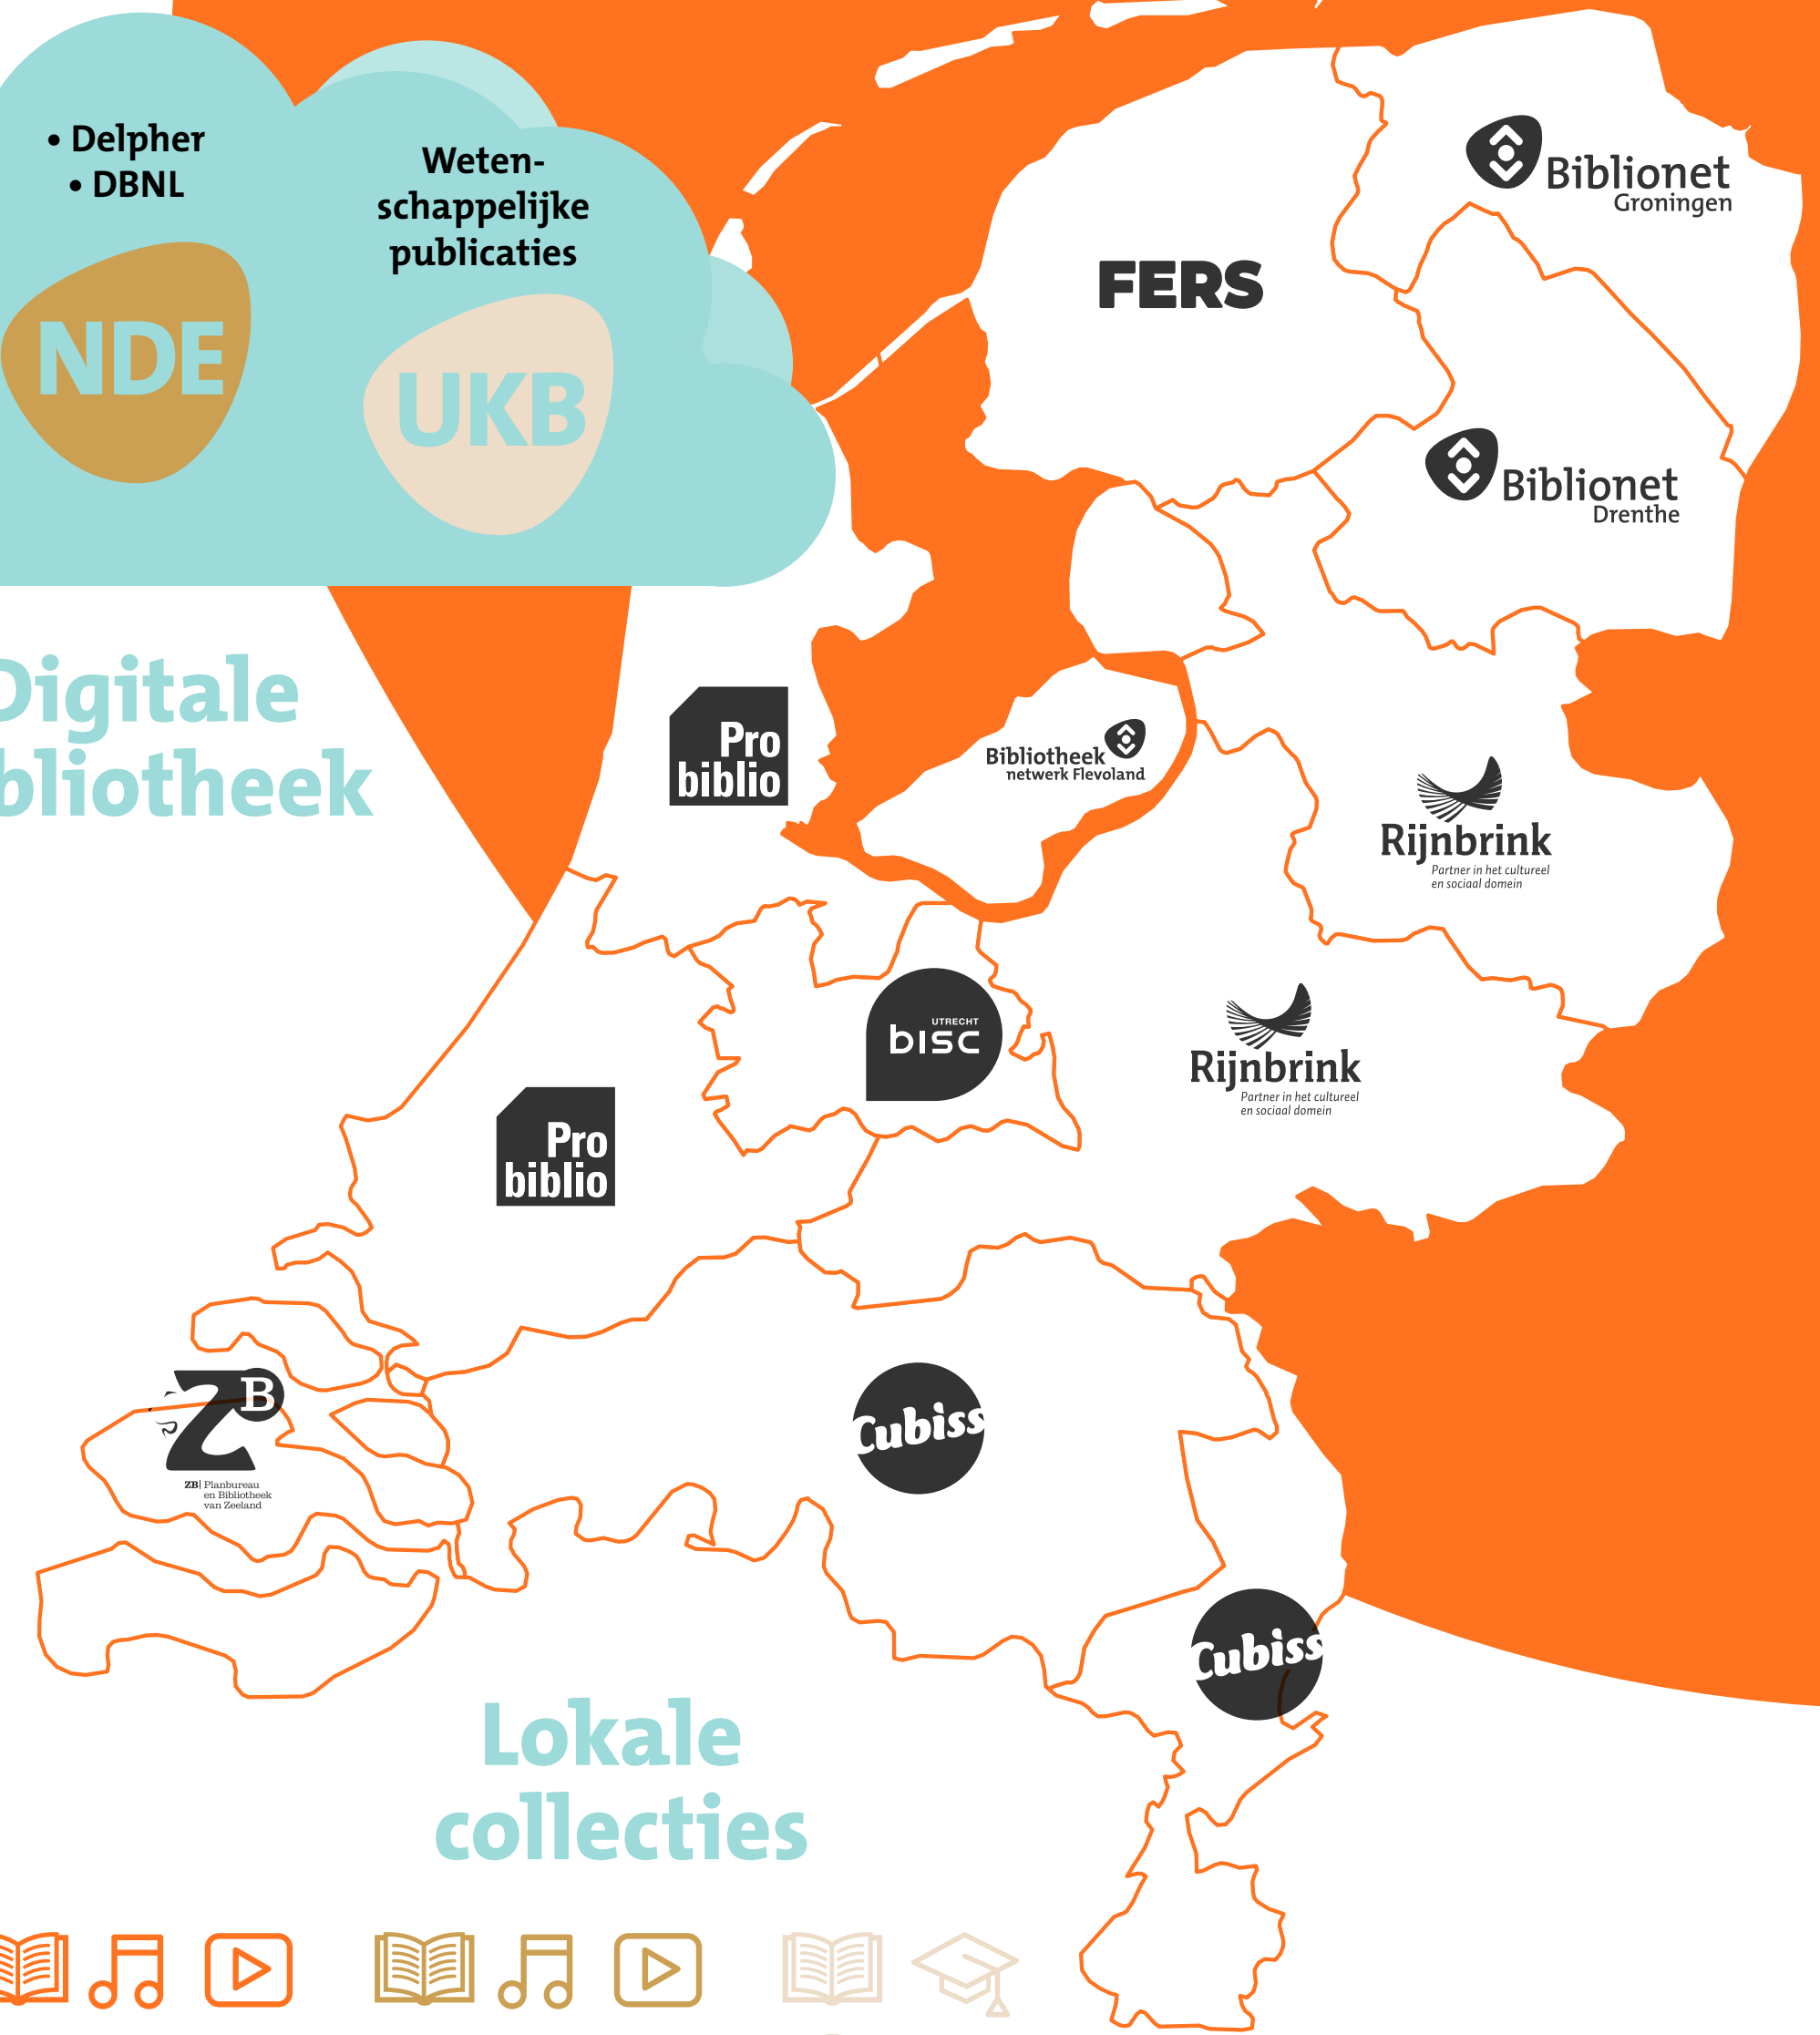 • Delpher
• DBNL
NDE
Weten-
schappelijke
publicaties
UKB
Biblionet
Groningen
FERS
Biblionet
Drenthe
Digitale
bliotheek
Pro
biblio
Bibliotheek
netwerk Flevoland
Rijnbrink
Partner in het cultureel
en sociaal domein
UTRECHT
bisc
Rijnbrink
Partner in het cultureel
en sociaal domein
Pro
biblio
ZB
ZB| Planbureau
en Bibliotheek
van Zeeland
Cubiss
Cubiss
Lokale
collecties